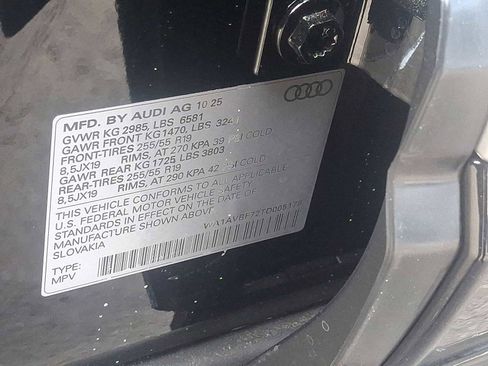 MFD. BY AUDI AG 10 25
GVWR KG 2985, LBS 6581
GAWR FRONT KG1470, LBS
FRONT-TIRES 255/55 R19
8,5JX19 RIMS, AT 270 KPA 39 COLD
GAWR REAR KG 1725 LBS 3803
REAR-TIRES 255/55 R19
8,5JX19 RIMS, AT 290 KPA 42 COLD
THIS VEHICLE CONFORMS TO ALL APPLICABLE
U.S. FEDERAL MOTOR VEHICLE SAFETY
STANDARDS IN EFFECT ON THE DATE OF
MANUFACTURE SHOWN ABOVE
SLOVAKIA
TYPE:
MPV